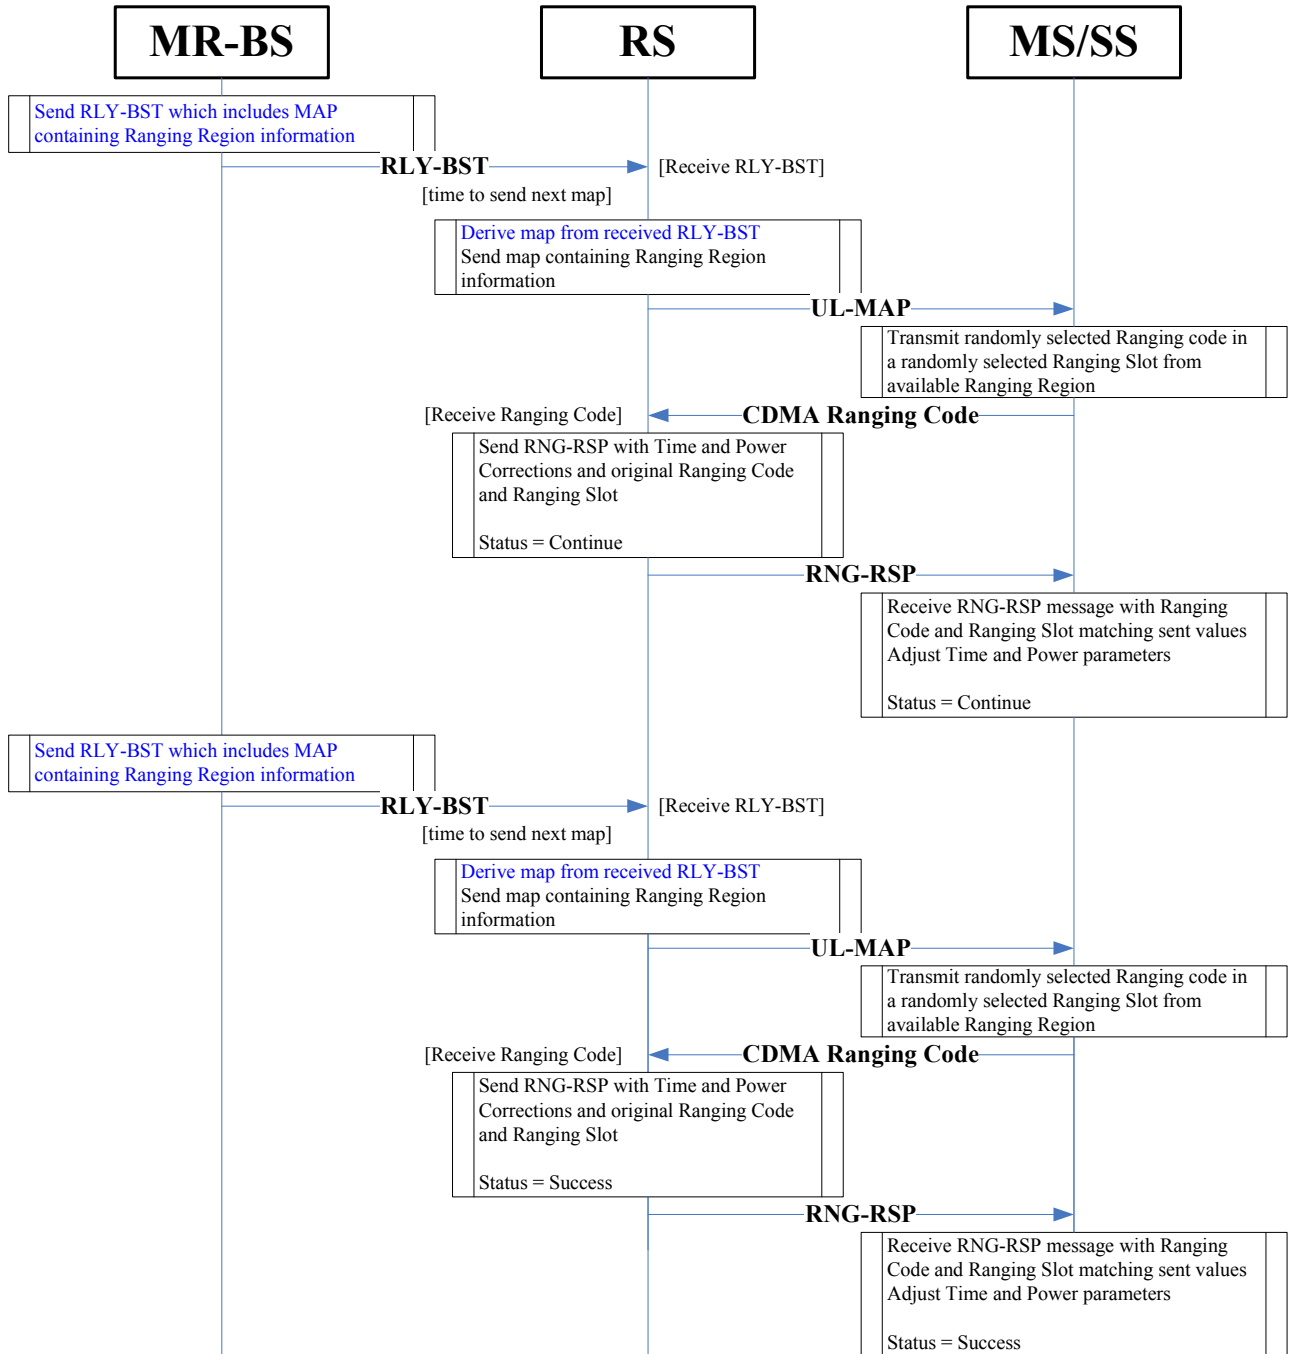 MR-BS
RS
MS/SS
Send RLY-BST which includes MAP
containing Ranging Region information
RLY-BST
[Receive RLY-BST]
[time to send next map]
Derive map from received RLY-BST
Send map containing Ranging Region
information
UL-MAP
Transmit randomly selected Ranging code in
a randomly selected Ranging Slot from
available Ranging Region
[Receive Ranging Code]
CDMA Ranging Code
Send RNG-RSP with Time and Power
Corrections and original Ranging Code
and Ranging Slot
Status = Continue
RNG-RSP
Receive RNG-RSP message with Ranging
Code and Ranging Slot matching sent values
Adjust Time and Power parameters
Status = Continue
Send RLY-BST which includes MAP
containing Ranging Region information
RLY-BST
[Receive RLY-BST]
[time to send next map]
Derive map from received RLY-BST
Send map containing Ranging Region
information
UL-MAP
Transmit randomly selected Ranging code in
a randomly selected Ranging Slot from
available Ranging Region
[Receive Ranging Code]
CDMA Ranging Code
Send RNG-RSP with Time and Power
Corrections and original Ranging Code
and Ranging Slot
Status = Success
RNG-RSP
Receive RNG-RSP message with Ranging
Code and Ranging Slot matching sent values
Adjust Time and Power parameters
Status = Success